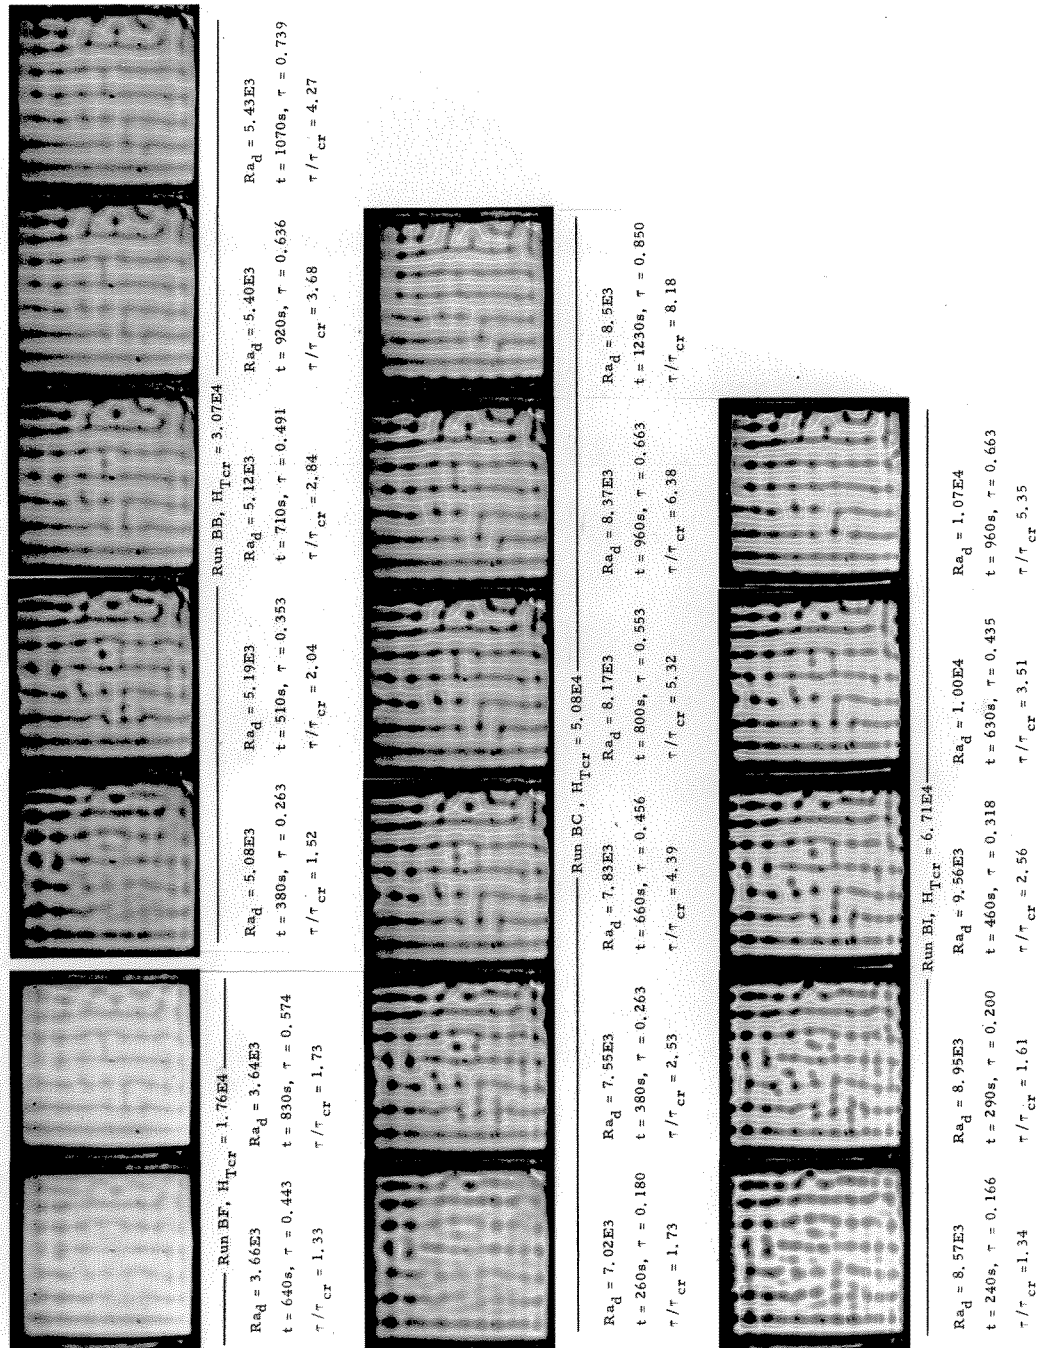 Run BF, H_Tcr = 1.76E4
Ra_d = 3.66E3
t = 640s, τ = 0.443
τ/τ_cr = 1.33
Ra_d = 3.64E3
t = 830s, τ = 0.574
τ/τ_cr = 1.73
Run BB, H_Tcr = 3.07E4
Ra_d = 5.08E3
t = 380s, τ = 0.263
τ/τ_cr = 1.52
Ra_d = 5.19E3
t = 510s, τ = 0.353
τ/τ_cr = 2.04
Ra_d = 5.12E3
t = 710s, τ = 0.491
τ/τ_cr = 2.84
Ra_d = 5.40E3
t = 920s, τ = 0.636
τ/τ_cr = 3.68
Ra_d = 5.43E3
t = 1070s, τ = 0.739
τ/τ_cr = 4.27
Run BC, H_Tcr = 5.08E4
Ra_d = 7.02E3
t = 260s, τ = 0.180
τ/τ_cr = 1.73
Ra_d = 7.55E3
t = 380s, τ = 0.263
τ/τ_cr = 2.53
Ra_d = 7.83E3
t = 660s, τ = 0.456
τ/τ_cr = 4.39
Ra_d = 8.17E3
t = 800s, τ = 0.553
τ/τ_cr = 5.32
Ra_d = 8.37E3
t = 960s, τ = 0.663
τ/τ_cr = 6.38
Ra_d = 8.5E3
t = 1230s, τ = 0.850
τ/τ_cr = 8.18
Run BI, H_Tcr = 6.71E4
Ra_d = 8.57E3
t = 240s, τ = 0.166
τ/τ_cr = 1.34
Ra_d = 8.95E3
t = 290s, τ = 0.200
τ/τ_cr = 1.61
Ra_d = 9.56E3
t = 460s, τ = 0.318
τ/τ_cr = 2.56
Ra_d = 1.00E4
t = 630s, τ = 0.435
τ/τ_cr = 3.51
Ra_d = 1.07E4
t = 960s, τ = 0.663
τ/τ_cr 5.35